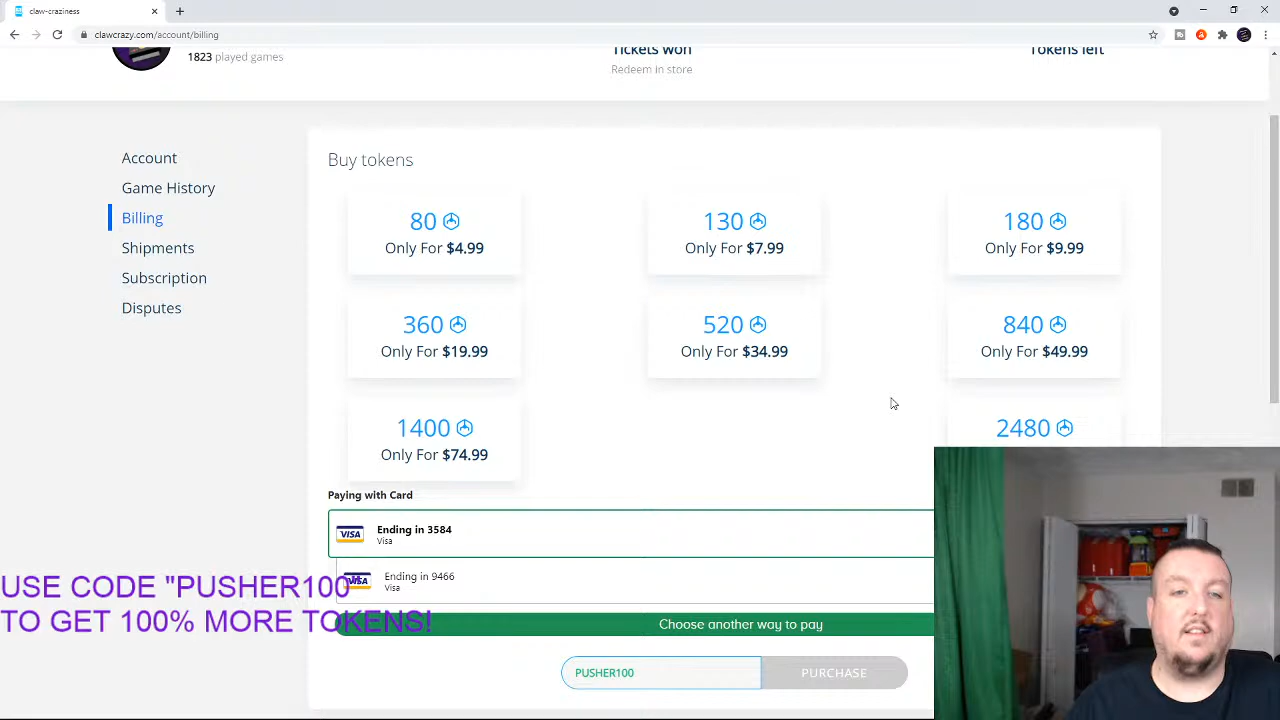 claw-craziness
clawcrazy.com/account/billing
1823 played games
Tickets won
Redeem in store
Tokens left
Account
Game History
Billing
Shipments
Subscription
Disputes
Buy tokens
80
Only For $4.99
130
Only For $7.99
180
Only For $9.99
360
Only For $19.99
520
Only For $34.99
840
Only For $49.99
1400
Only For $74.99
2480
Paying with Card
VISA
Ending in 3584
Visa
VISA
Ending in 9466
Visa
USE CODE "PUSHER100"
TO GET 100% MORE TOKENS!
Choose another way to pay
PUSHER100
PURCHASE